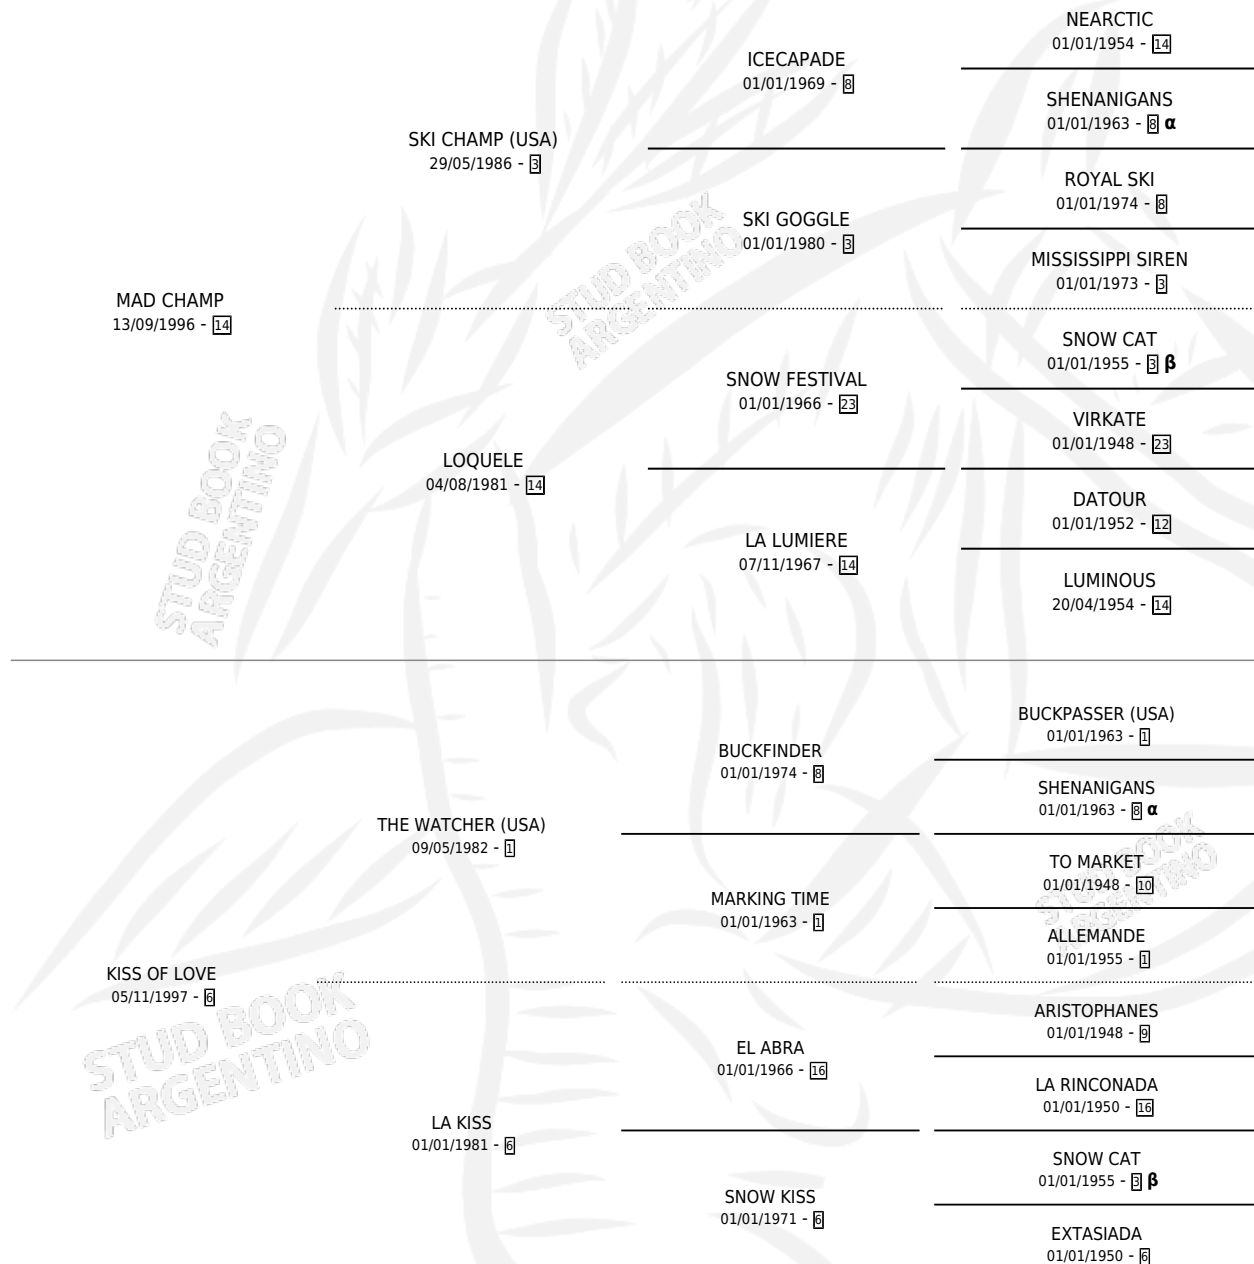 NEARCTIC
01/01/1954 - 14
ICECAPADE
01/01/1969 - 8
SHENANIGANS
01/01/1963 - 8 α
SKI CHAMP (USA)
29/05/1986 - 3
ROYAL SKI
01/01/1974 - 8
SKI GOGGLE
01/01/1980 - 3
MISSISSIPPI SIREN
01/01/1973 - 3
STUD BOOK
ARGENTINO
MAD CHAMP
13/09/1996 - 14
SNOW CAT
01/01/1955 - 3 β
SNOW FESTIVAL
01/01/1966 - 23
VIRKATE
01/01/1948 - 23
LOQUELE
04/08/1981 - 14
DATOUR
01/01/1952 - 12
LA LUMIERE
07/11/1967 - 14
LUMINOUS
20/04/1954 - 14
STUD BOOK
ARGENTINO
BUCKPASSER (USA)
01/01/1963 - 1
BUCKFINDER
01/01/1974 - 8
SHENANIGANS
01/01/1963 - 8 α
THE WATCHER (USA)
09/05/1982 - 1
TO MARKET
01/01/1948 - 10
MARKING TIME
01/01/1963 - 1
ALLEMANDE
01/01/1955 - 1
STUD BOOK
ARGENTINO
KISS OF LOVE
05/11/1997 - 6
ARISTOPHANES
01/01/1948 - 9
EL ABRA
01/01/1966 - 16
LA RINCONADA
01/01/1950 - 16
STUD BOOK
ARGENTINO
LA KISS
01/01/1981 - 6
SNOW CAT
01/01/1955 - 3 β
SNOW KISS
01/01/1971 - 6
EXTASIADA
01/01/1950 - 6